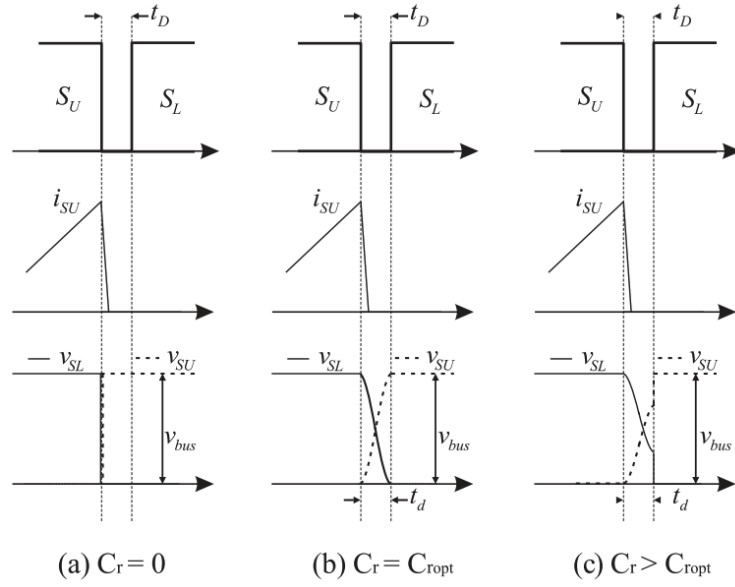 t_D t_D t_D
S_U S_L S_U S_L S_U S_L
i_SU i_SU i_SU
— v_SL --- v_SU — v_SL --- v_SU — v_SL --- v_SU
v_bus v_bus v_bus
t_d t_d
(a) C_r = 0 (b) C_r = C_ropt (c) C_r > C_ropt